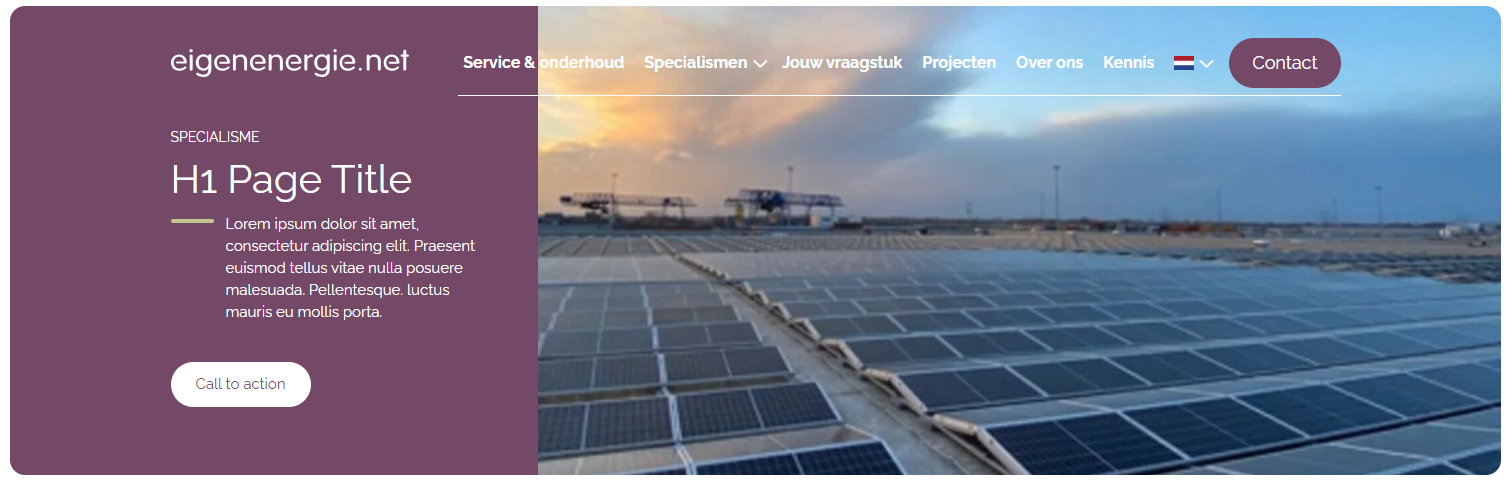 eigenenergie.net
Service & onderhoud Specialismen Jouw vraagstuk Projecten Over ons Kennis Contact
SPECIALISME
H1 Page Title
Lorem ipsum dolor sit amet,
consectetur adipiscing elit. Praesent
euismod tellus vitae nulla posuere
malesuada. Pellentesque. luctus
mauris eu mollis porta.
Call to action